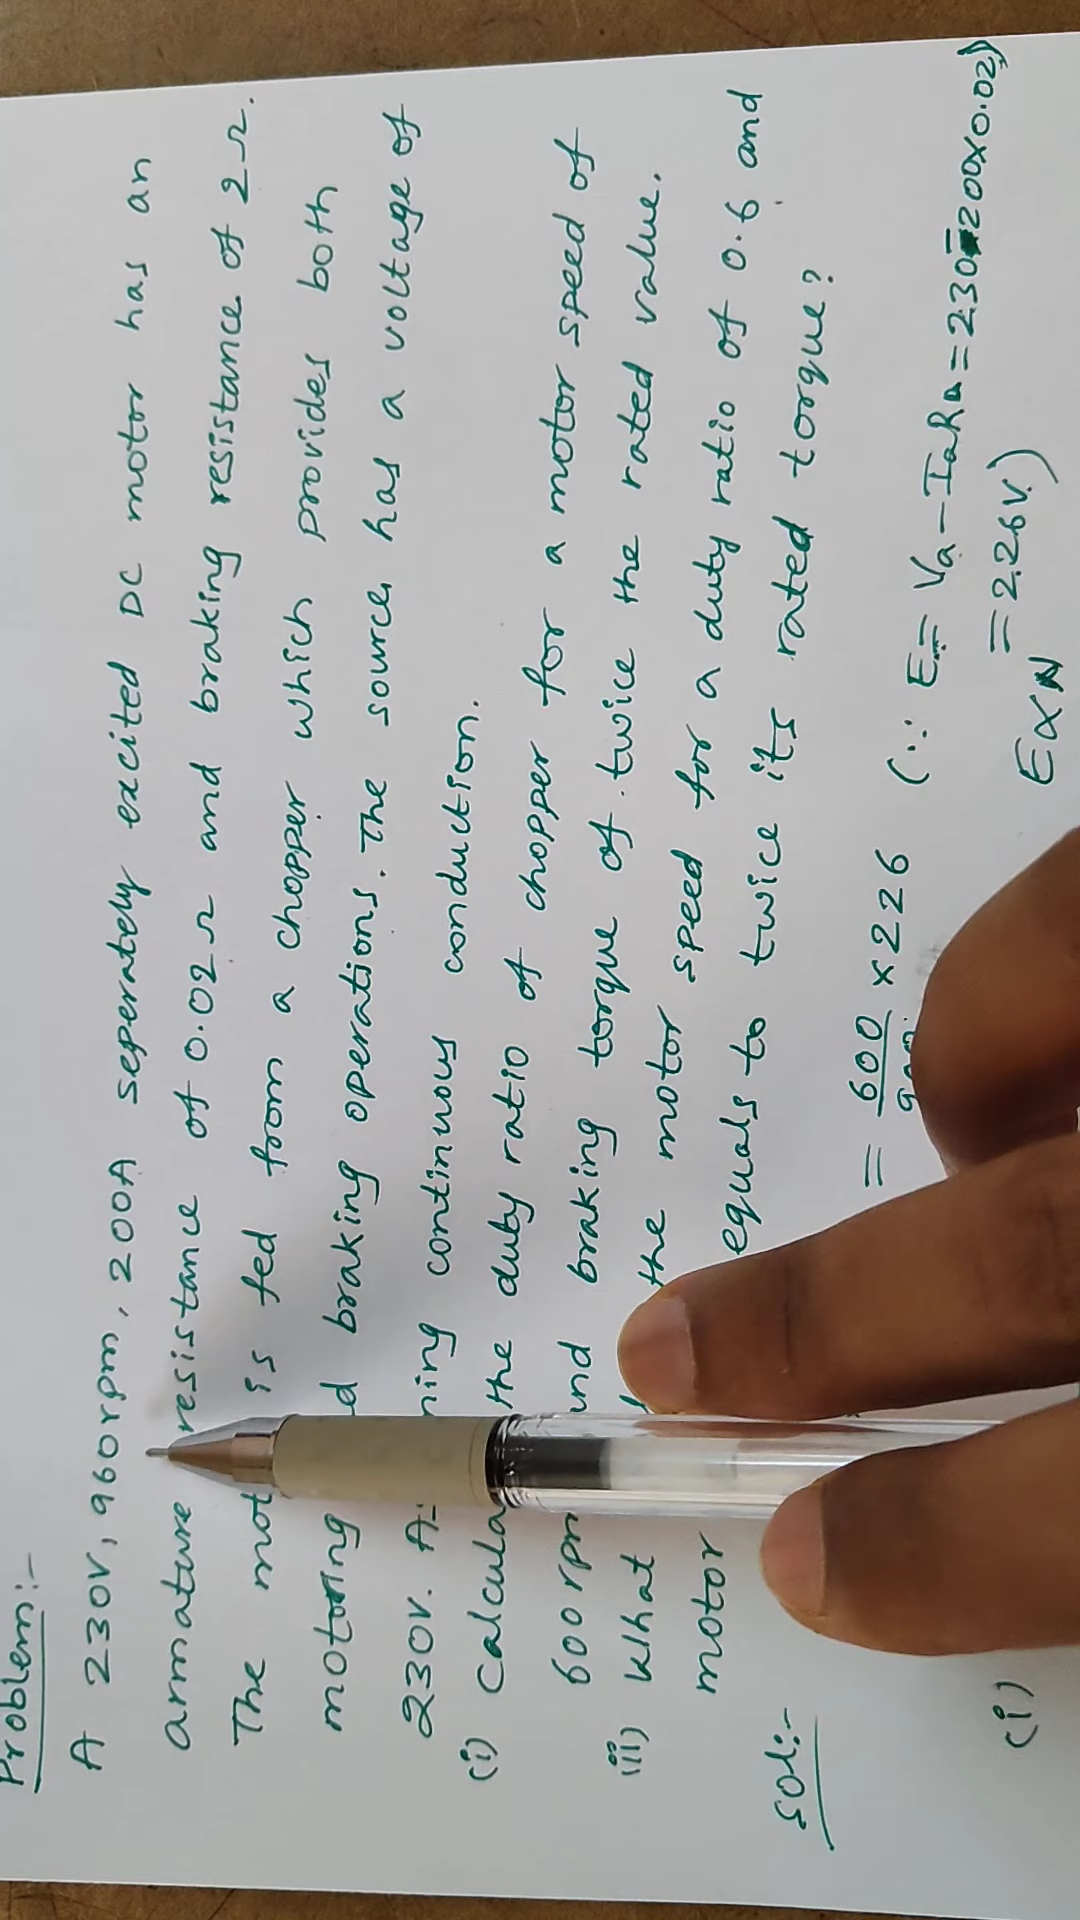 Problem:-
A 230V, 960rpm, 200A seperately excited DC motor has an
armature resistance of 0.02Ω and braking resistance of 2Ω.
The mot is fed from a chopper which provides both
motoring d braking operations. The source has a voltage of
230V. A ning continuous conduction.
(i) calcula the duty ratio of chopper for a motor speed of
600 rpm and braking torque of twice the rated value.
ii) What the motor speed for a duty ratio of 0.6 and
motor equals to twice its rated torque?
Sol:-
= 600/9 × 226 (∵ E = Va - IaRa = 230-200×0.02)
= 226V.)
(i) E∝N